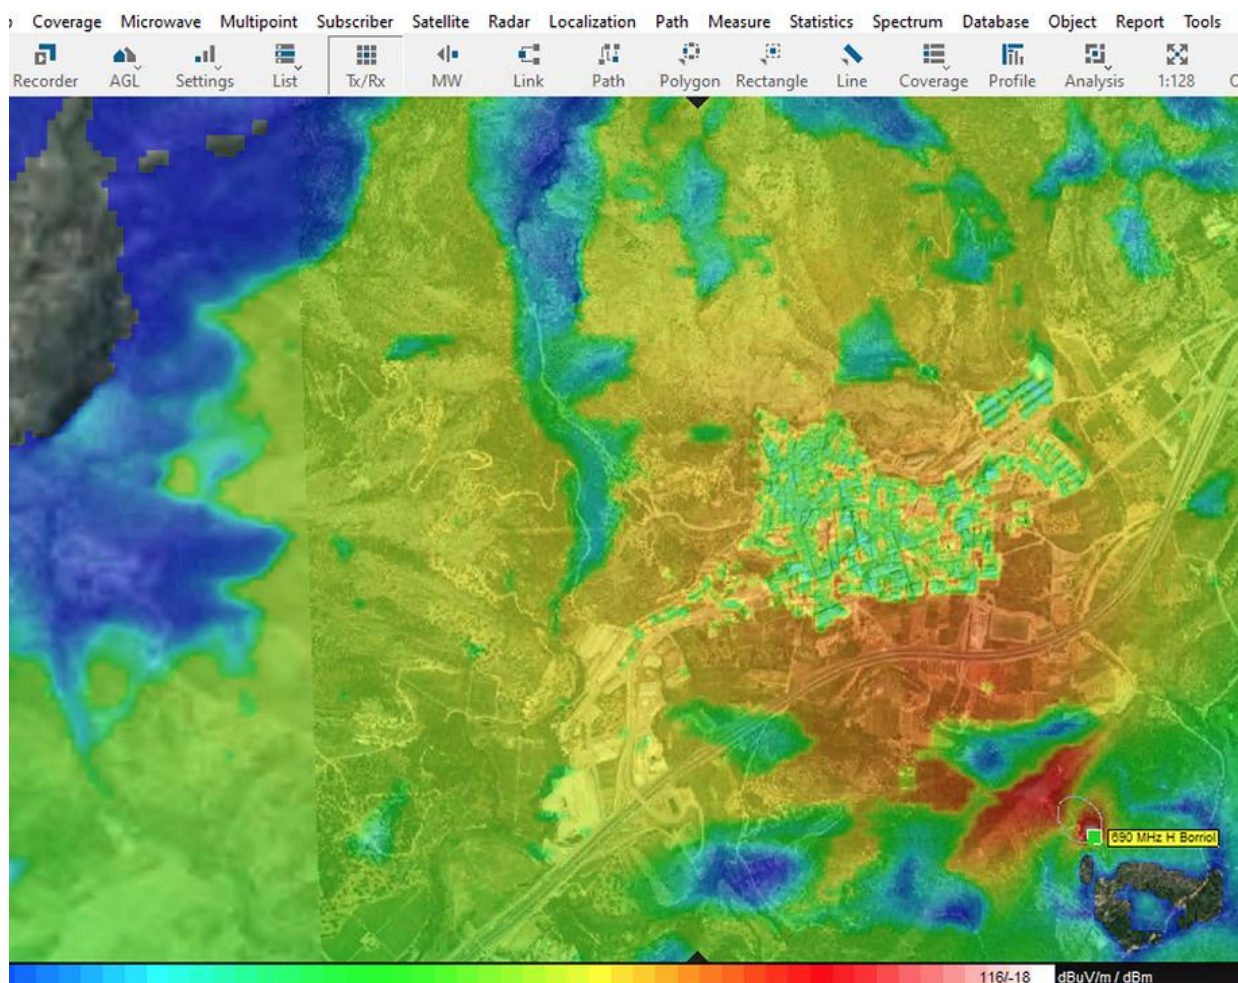 Coverage Microwave Multipoint Subscriber Satellite Radar Localization Path Measure Statistics Spectrum Database Object Report Tools
Recorder AGL Settings List Tx/Rx MW Link Path Polygon Rectangle Line Coverage Profile Analysis 1:128
690 MHz H Borriol
116/-18 dBuV/m / dBm